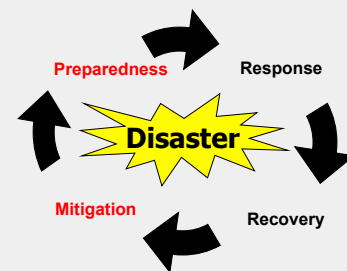 Preparedness
Response
Disaster
Mitigation
Recovery